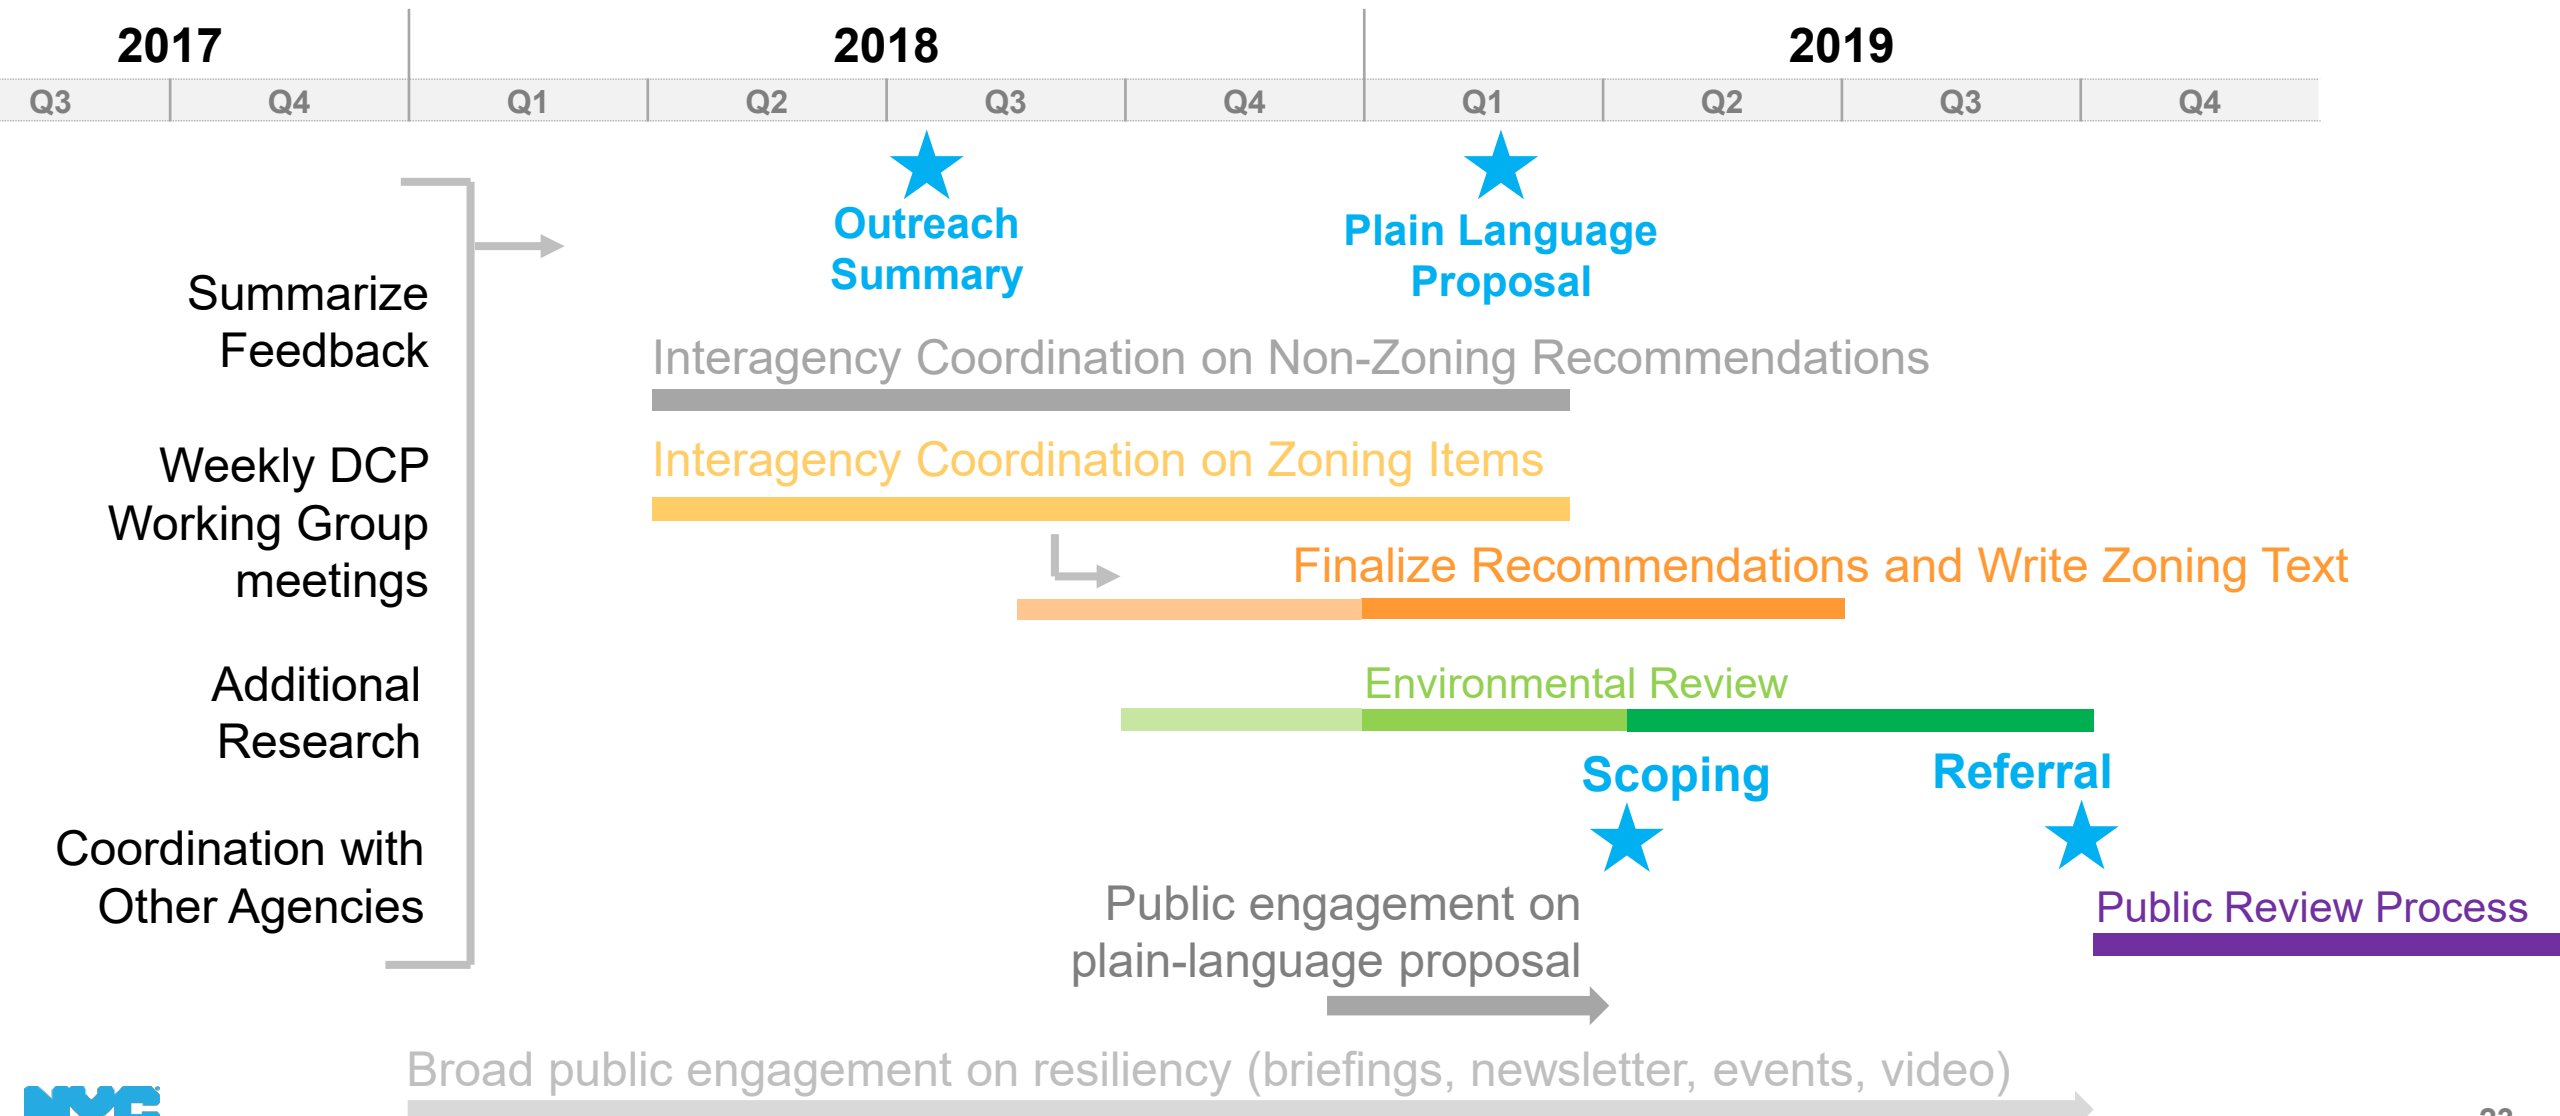 2017 2018 2019
Q3 Q4 Q1 Q2 Q3 Q4 Q1 Q2 Q3 Q4
Outreach
Summary
Plain Language
Proposal
Summarize
Feedback
Interagency Coordination on Non-Zoning Recommendations
Weekly DCP
Working Group
meetings
Interagency Coordination on Zoning Items
Finalize Recommendations and Write Zoning Text
Additional
Research
Environmental Review
Scoping
Referral
Coordination with
Other Agencies
Public engagement on
plain-language proposal
Public Review Process
Broad public engagement on resiliency (briefings, newsletter, events, video)
NYC